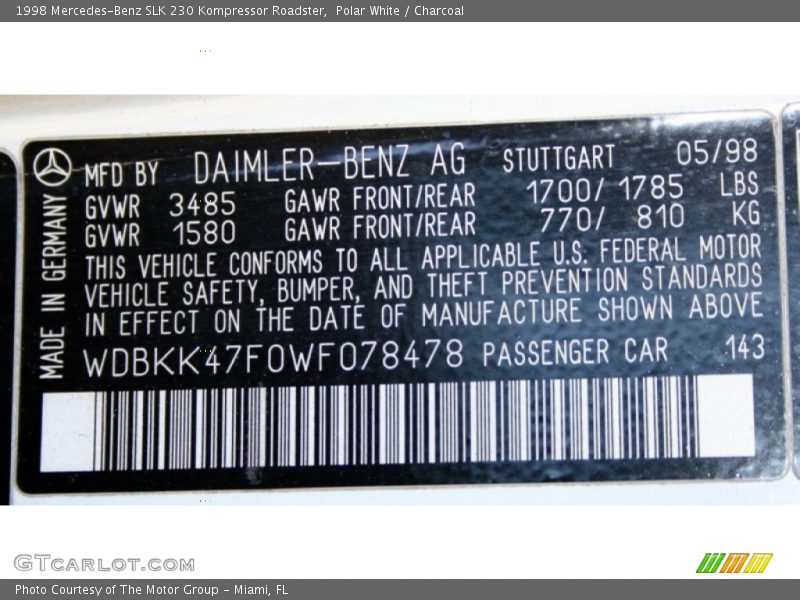 1998 Mercedes-Benz SLK 230 Kompressor Roadster, Polar White / Charcoal
MFD BY DAIMLER-BENZ AG STUTTGART 05/98
GVWR 3485 GAWR FRONT/REAR 1700/ 1785 LBS
GVWR 1580 GAWR FRONT/REAR 770/ 810 KG
THIS VEHICLE CONFORMS TO ALL APPLICABLE U.S. FEDERAL MOTOR
VEHICLE SAFETY, BUMPER, AND THEFT PREVENTION STANDARDS
IN EFFECT ON THE DATE OF MANUFACTURE SHOWN ABOVE
WDBKK47F0WF078478 PASSENGER CAR 143
MADE IN GERMANY
GTCARLOT.COM
Photo Courtesy of The Motor Group - Miami, FL